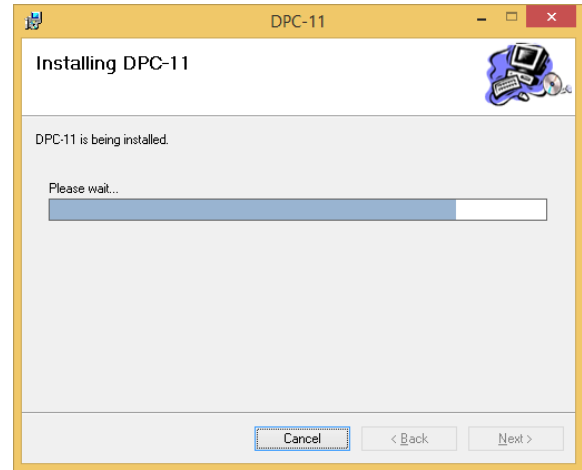 DPC-11
Installing DPC-11
DPC-11 is being installed.
Please wait...
Cancel
< Back
Next >